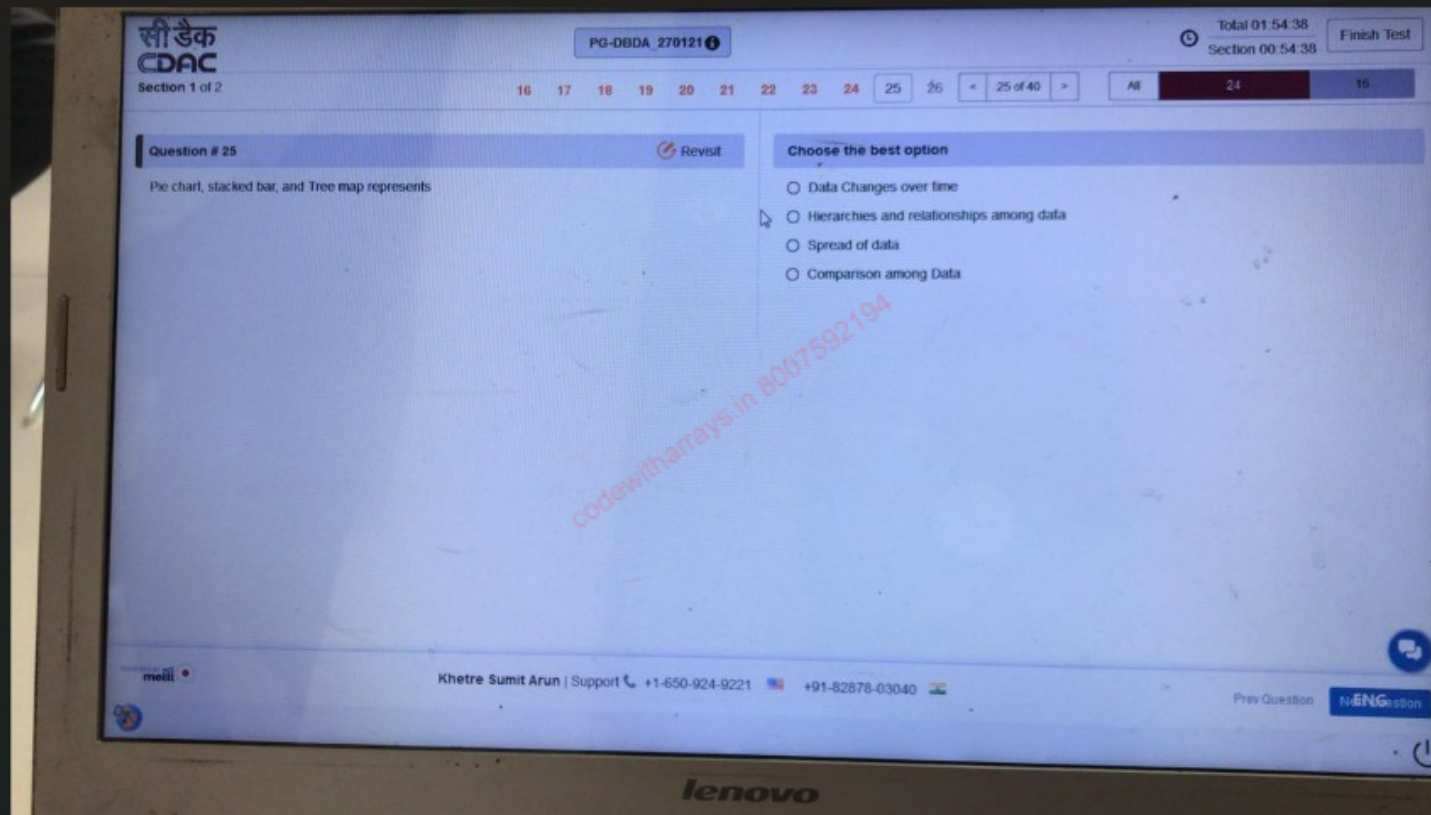 सी डैक
CDAC
PG-DBDA_270121
Total 01:54:38
Section 00:54:38
Finish Test
Section 1 of 2
16 17 18 19 20 21 22 23 24 25 26 < 25 of 40 > All 24 16
Question # 25
Revisit
Pie chart, stacked bar, and Tree map represents
Choose the best option
Data Changes over time
Hierarchies and relationships among data
Spread of data
Comparison among Data
codewitharrays.in 8007592194
Khetre Sumit Arun | Support +1-650-924-9221 +91-82878-03040
Prev Question
ENG
lenovo